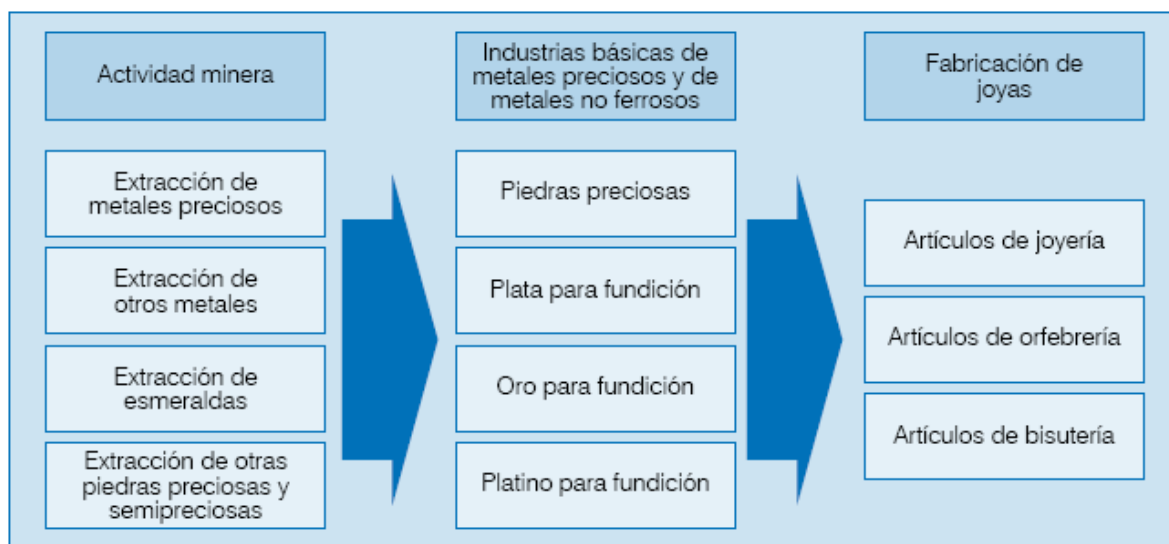 Actividad minera
Extracción de
metales preciosos
Extracción de
otros metales
Extracción de
esmeraldas
Extracción de otras
piedras preciosas y
semipreciosas
Industrias básicas de
metales preciosos y de
metales no ferrosos
Piedras preciosas
Plata para fundición
Oro para fundición
Platino para fundición
Fabricación de
joyas
Artículos de joyería
Artículos de orfebrería
Artículos de bisutería